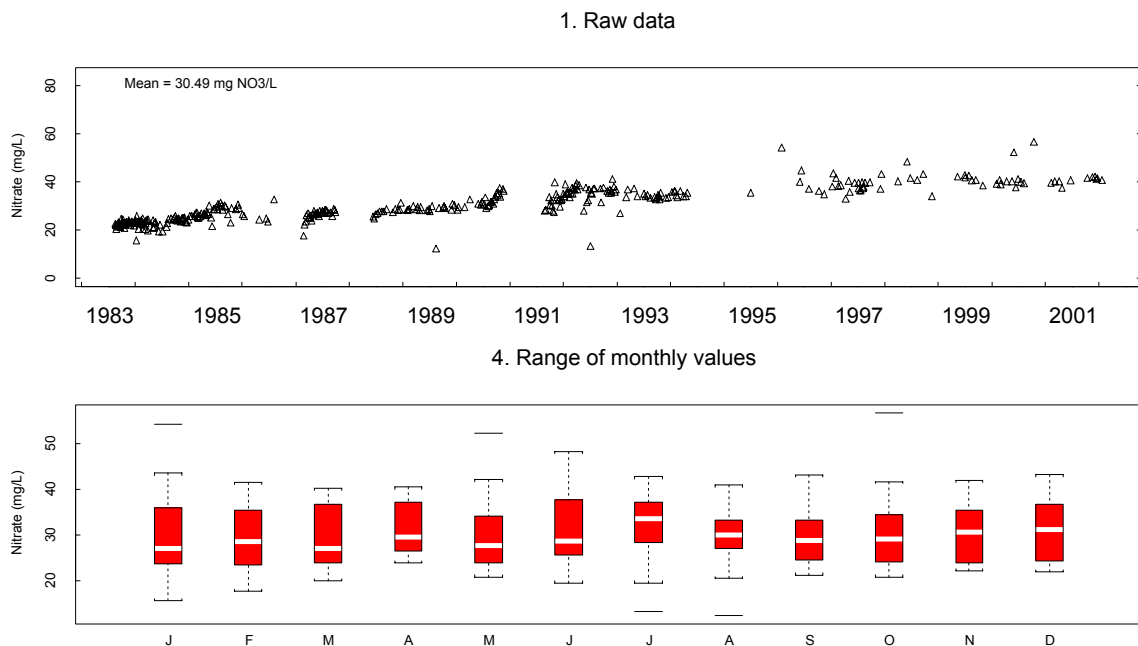 1. Raw data
Mean = 30.49 mg NO3/L
Nitrate (mg/L)
80
60
40
20
0
1983 1985 1987 1989 1991 1993 1995 1997 1999 2001
4. Range of monthly values
Nitrate (mg/L)
50
40
30
20
J F M A M J J A S O N D